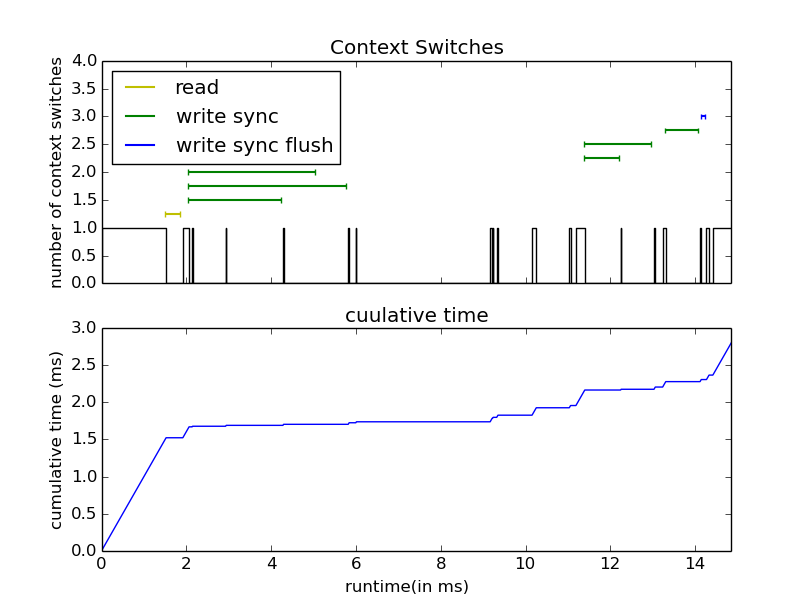 Context Switches
number of context switches
4.0
3.5
3.0
2.5
2.0
1.5
1.0
0.5
0.0
read
write sync
write sync flush
cuulative time
cumulative time (ms)
3.0
2.5
2.0
1.5
1.0
0.5
0.0
0 2 4 6 8 10 12 14
runtime(in ms)